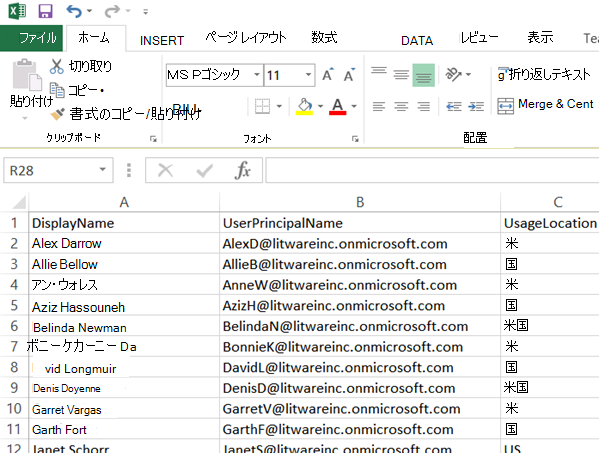 ファイル ホーム INSERT ページ レイアウト 数式 DATA レビュー 表示
貼り付け 切り取り
コピー・
書式のコピー/貼り付け
MS Pゴシック 11 A A
A
折り返しテキスト
Merge & Cent
クリップボード フォント 配置
R28 fx
A B C
1 DisplayName UserPrincipalName UsageLocation
2 Alex Darrow AlexD@litwareinc.onmicrosoft.com 米
3 Allie Bellow AllieB@litwareinc.onmicrosoft.com 国
4 アン・ウォレス AnneW@litwareinc.onmicrosoft.com 米
5 Aziz Hassouneh AzizH@litwareinc.onmicrosoft.com 国
6 Belinda Newman BelindaN@litwareinc.onmicrosoft.com 米国
7 ボニーケカーニー Da BonnieK@litwareinc.onmicrosoft.com 米
8 vid Longmuir DavidL@litwareinc.onmicrosoft.com 国
9 Denis Doyenne DenisD@litwareinc.onmicrosoft.com 米国
10 Garret Vargas GarretV@litwareinc.onmicrosoft.com 米
11 Garth Fort GarthF@litwareinc.onmicrosoft.com 国
12 Janet Schorr JanetS@litwareinc.onmicrosoft.com US